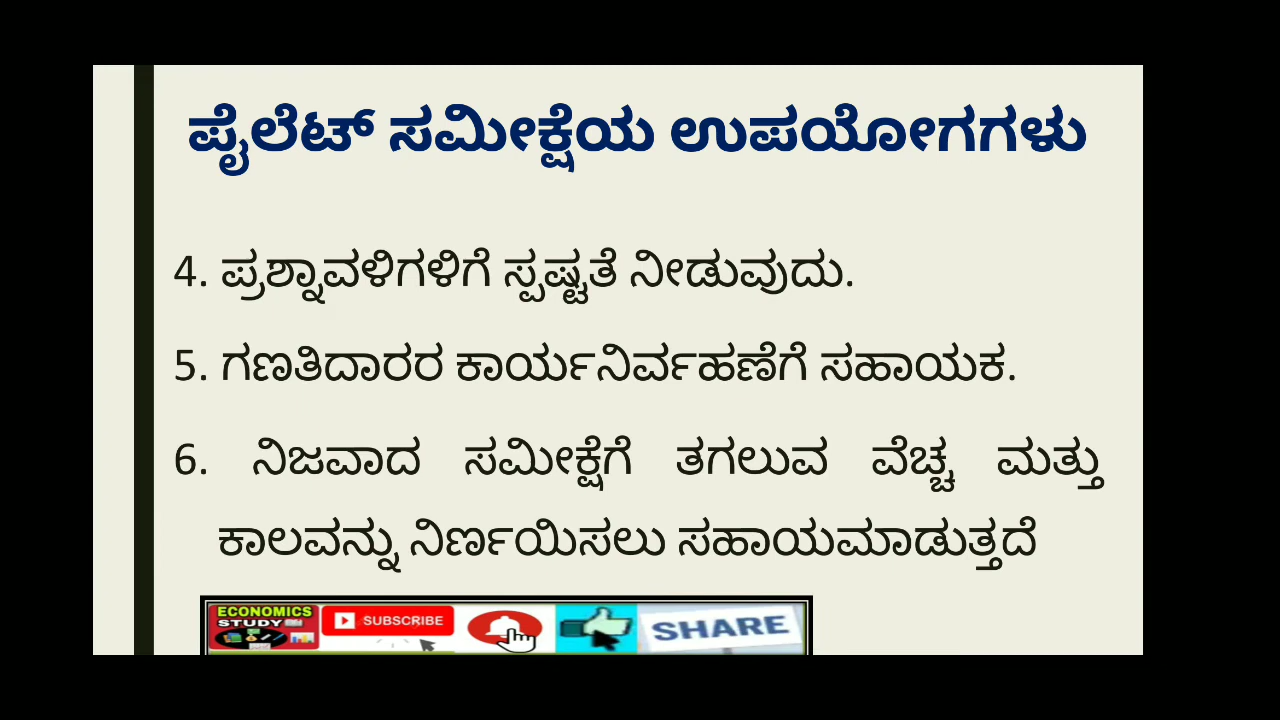 ಪೈಲೆಟ್ ಸಮೀಕ್ಷೆಯ ಉಪಯೋಗಗಳು
4. ಪ್ರಶ್ನಾವಳಿಗಳಿಗೆ ಸ್ಪಷ್ಟತೆ ನೀಡುವುದು.
5. ಗಣತಿದಾರರ ಕಾರ್ಯನಿರ್ವಹಣೆಗೆ ಸಹಾಯಕ.
6. ನಿಜವಾದ ಸಮೀಕ್ಷೆಗೆ ತಗಲುವ ವೆಚ್ಚ ಮತ್ತು
ಕಾಲವನ್ನು ನಿರ್ಣಯಿಸಲು ಸಹಾಯಮಾಡುತ್ತದೆ
ECONOMICS
STUDY
SUBSCRIBE
SHARE